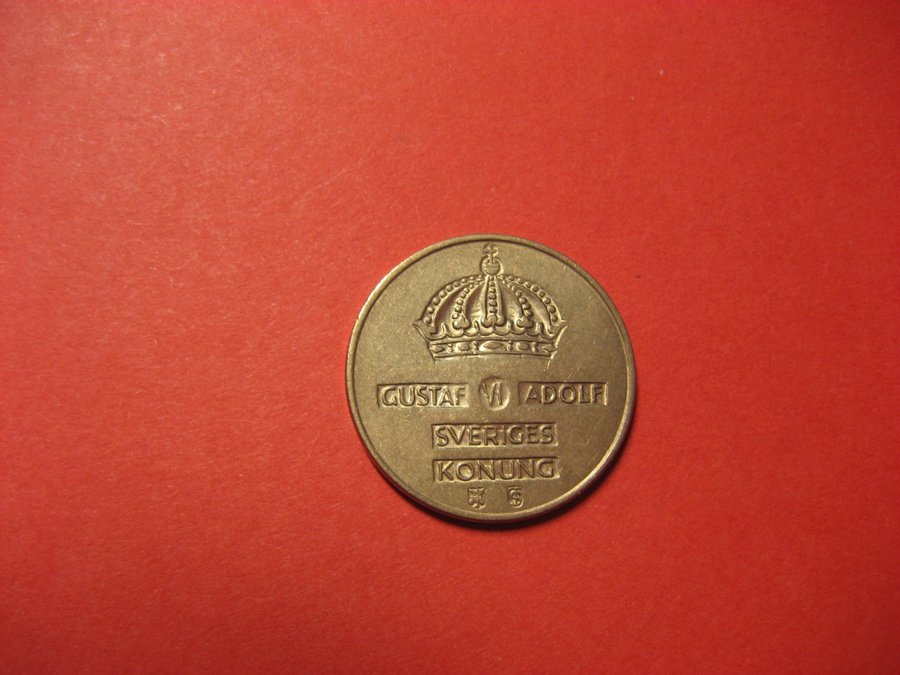 GUSTAF VI ADOLF
SVERIGES
KONUNG